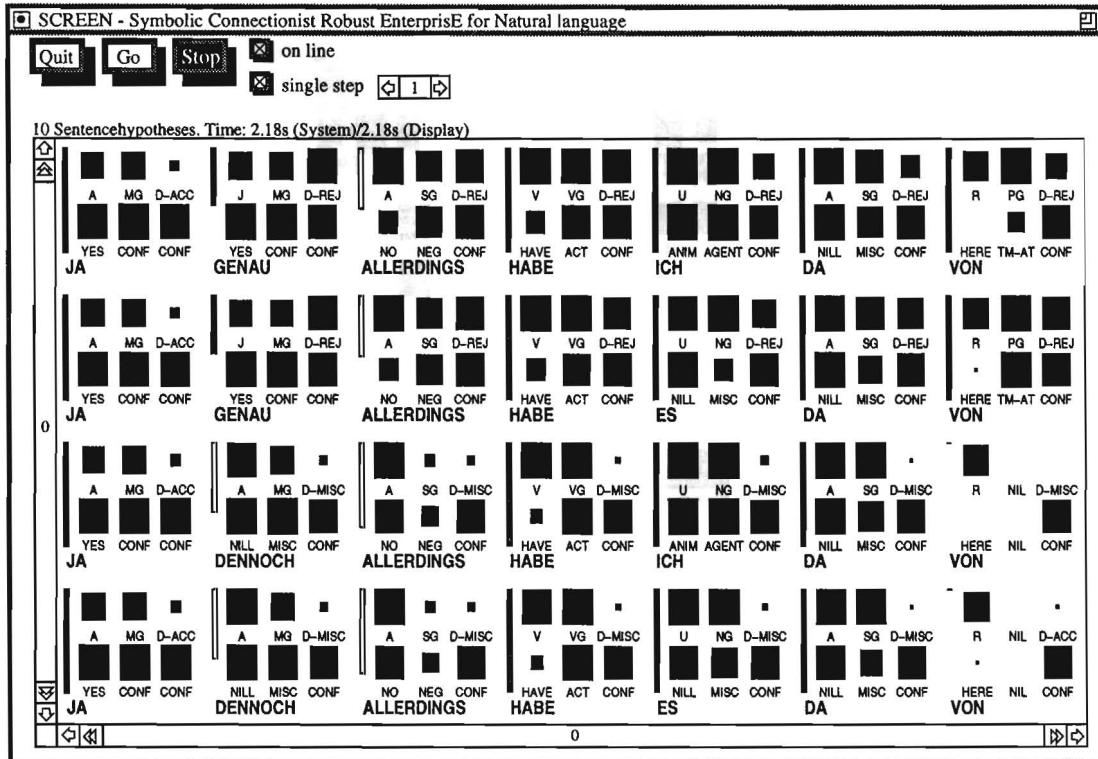 SCREEN - Symbolic Connectionist Robust EnterprisE for Natural language
Quit Go Stop on line
single step 1
10 Sentencehypotheses. Time: 2.18s (System)/2.18s (Display)
A MG D-ACC J MG D-REJ A SG D-REJ V VG D-REJ U NG D-REJ A SG D-REJ R PG D-REJ
YES CONF CONF YES CONF CONF NO NEG CONF HAVE ACT CONF ANIM AGENT CONF NILL MISC CONF HERE TM-AT CONF
JA GENAU ALLERDINGS HABE ICH DA VON
A MG D-ACC J MG D-REJ A SG D-REJ V VG D-REJ U NG D-REJ A SG D-REJ R PG D-REJ
YES CONF CONF YES CONF CONF NO NEG CONF HAVE ACT CONF NILL MISC CONF NILL MISC CONF HERE TM-AT CONF
JA GENAU ALLERDINGS HABE ES DA VON
0
A MG D-ACC A MG D-MISC A SG D-MISC V VG D-MISC U NG D-MISC A SG D-MISC R NIL D-MISC
YES CONF CONF NILL MISC CONF NO NEG CONF HAVE ACT CONF ANIM AGENT CONF NILL MISC CONF HERE NIL CONF
JA DENNOCH ALLERDINGS HABE ICH DA VON
A MG D-ACC A MG D-MISC A SG D-MISC V VG D-MISC U NG D-MISC A SG D-MISC R NIL D-ACC
YES CONF CONF NILL MISC CONF NO NEG CONF HAVE ACT CONF NILL MISC CONF NILL MISC CONF HERE NIL CONF
JA DENNOCH ALLERDINGS HABE ES DA VON
0